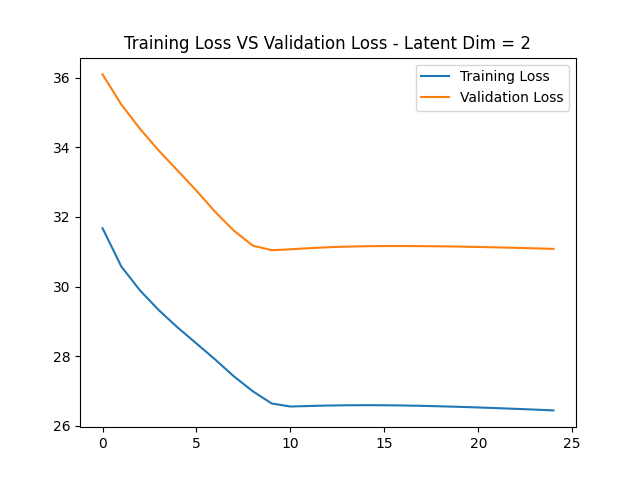 Training Loss VS Validation Loss - Latent Dim = 2
Training Loss
Validation Loss
36
34
32
30
28
26
0 5 10 15 20 25